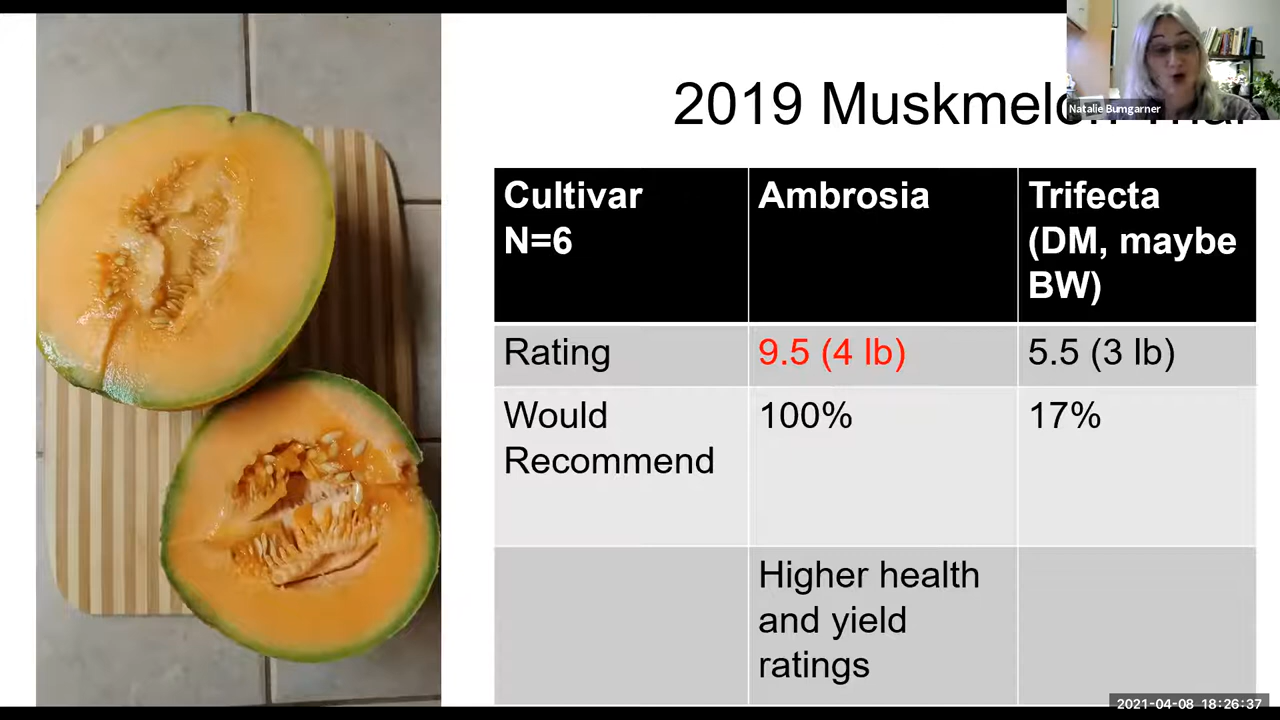 2019 Muskmelon
Natalie Bumgarner
Cultivar
N=6
Ambrosia
Trifecta
(DM, maybe
BW)
Rating
9.5 (4 lb)
5.5 (3 lb)
Would
Recommend
100%
17%
Higher health
and yield
ratings
2021-04-08 18:26:37